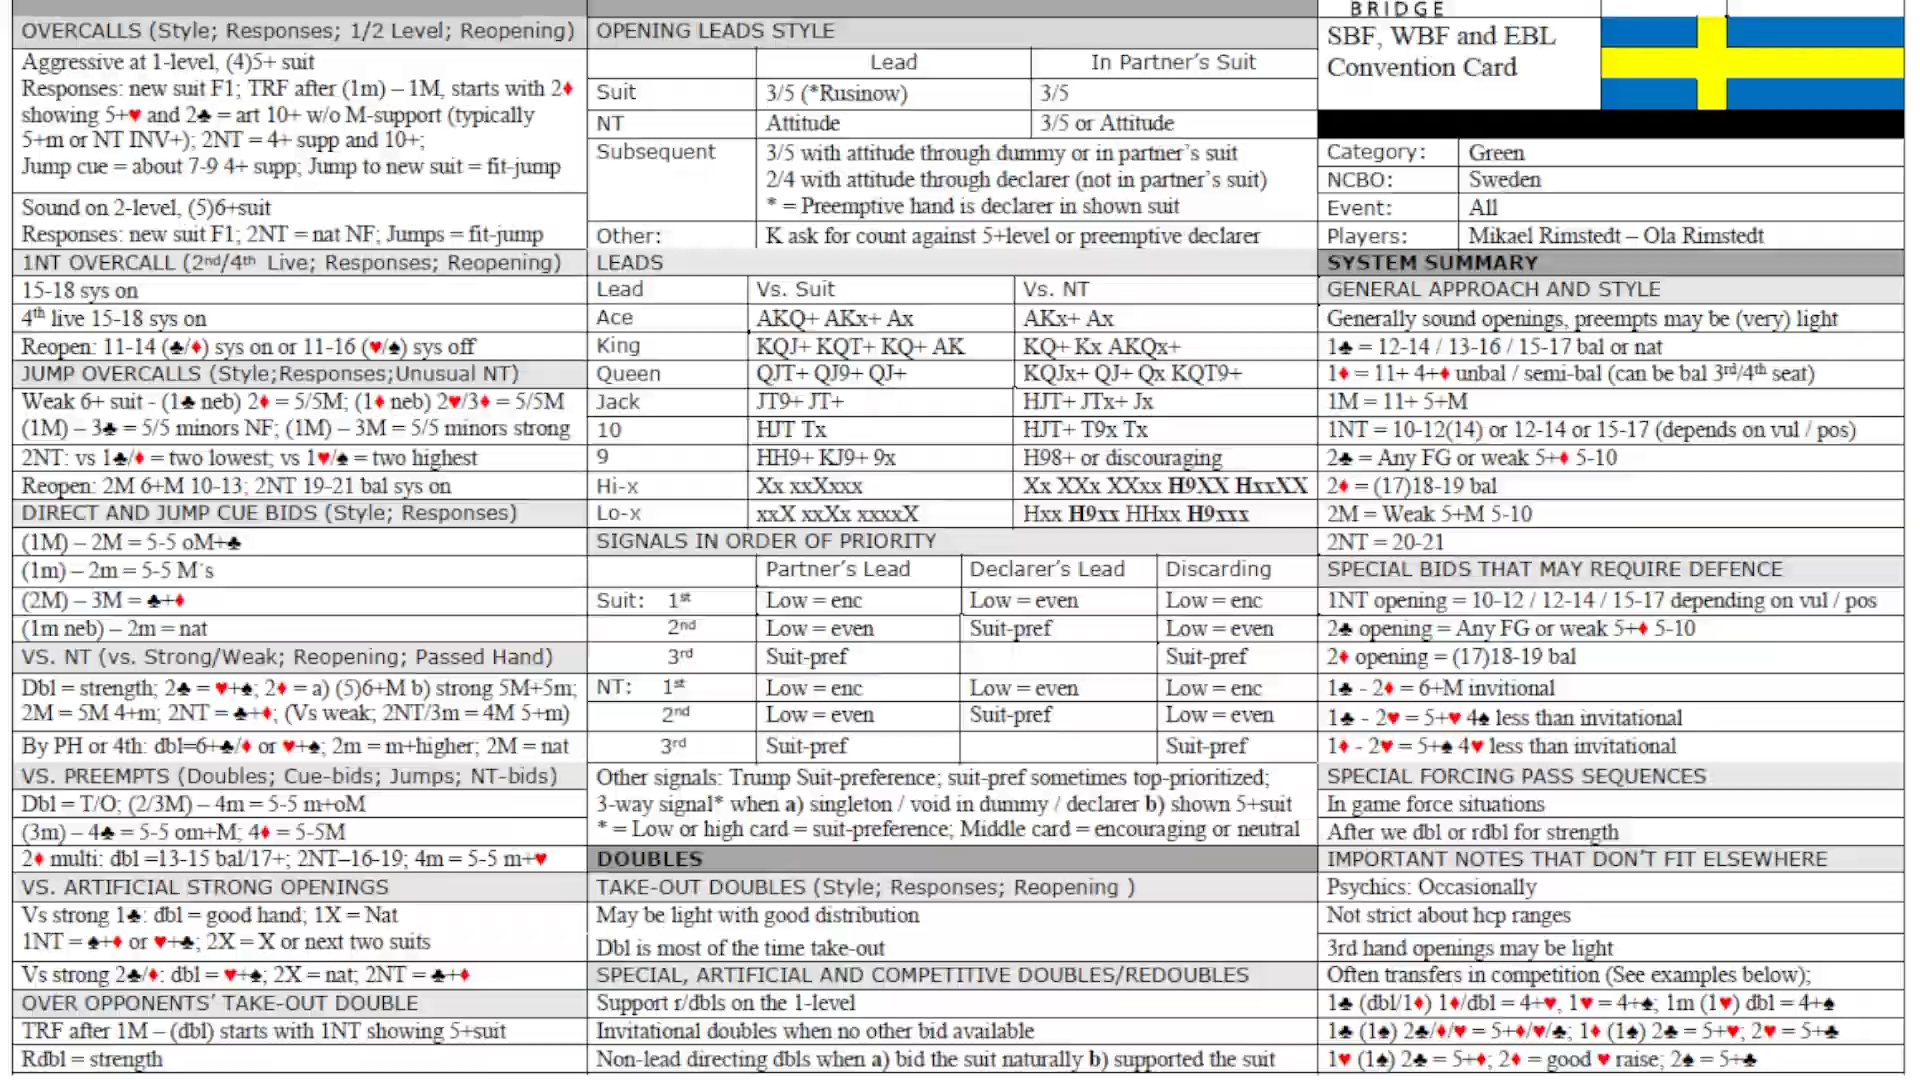 OVERCALLS (Style; Responses; 1/2 Level; Reopening)
Aggressive at 1-level, (4)5+ suit
Responses: new suit F1; TRF after (1m) – 1M, starts with 2♦
showing 5+♥ and 2♣ = art 10+ w/o M-support (typically
5+m or NT INV+); 2NT = 4+ supp and 10+;
Jump cue = about 7-9 4+ supp; Jump to new suit = fit-jump
Sound on 2-level, (5)6+suit
Responses: new suit F1; 2NT = nat NF; Jumps = fit-jump
1NT OVERCALL (2nd/4th Live; Responses; Reopening)
15-18 sys on
4th live 15-18 sys on
Reopen: 11-14 (♣/♦) sys on or 11-16 (♥/♠) sys off
JUMP OVERCALLS (Style;Responses;Unusual NT)
Weak 6+ suit - (1♣ neb) 2♦ = 5/5M; (1♦ neb) 2♥/3♦ = 5/5M
(1M) – 3♣ = 5/5 minors NF; (1M) – 3M = 5/5 minors strong
2NT: vs 1♣/♦ = two lowest; vs 1♥/♠ = two highest
Reopen: 2M 6+M 10-13; 2NT 19-21 bal sys on
DIRECT AND JUMP CUE BIDS (Style; Responses)
(1M) – 2M = 5-5 oM+♣
(1m) – 2m = 5-5 M´s
(2M) – 3M = ♣+♦
(1m neb) – 2m = nat
VS. NT (vs. Strong/Weak; Reopening; Passed Hand)
Dbl = strength; 2♣ = ♥+♠; 2♦ = a) (5)6+M b) strong 5M+5m;
2M = 5M 4+m; 2NT = ♣+♦; (Vs weak; 2NT/3m = 4M 5+m)
By PH or 4th: dbl=6+♣/♦ or ♥+♠; 2m = m+higher; 2M = nat
VS. PREEMPTS (Doubles; Cue-bids; Jumps; NT-bids)
Dbl = T/O; (2/3M) – 4m = 5-5 m+oM
(3m) – 4♣ = 5-5 om+M; 4♦ = 5-5M
2♦ multi: dbl =13-15 bal/17+; 2NT–16-19; 4m = 5-5 m+♥
VS. ARTIFICIAL STRONG OPENINGS
Vs strong 1♣: dbl = good hand; 1X = Nat
1NT = ♠+♦ or ♥+♣; 2X = X or next two suits
Vs strong 2♣/♦: dbl = ♥+♠; 2X = nat; 2NT = ♣+♦
OVER OPPONENTS' TAKE-OUT DOUBLE
TRF after 1M – (dbl) starts with 1NT showing 5+suit
Rdbl = strength
OPENING LEADS STYLE
Lead In Partner's Suit
Suit 3/5 (*Rusinow) 3/5
NT Attitude 3/5 or Attitude
Subsequent 3/5 with attitude through dummy or in partner's suit
2/4 with attitude through declarer (not in partner's suit)
* = Preemptive hand is declarer in shown suit
Other: K ask for count against 5+level or preemptive declarer
LEADS
Lead Vs. Suit Vs. NT
Ace AKQ+ AKx+ Ax AKx+ Ax
King KQJ+ KQT+ KQ+ AK KQ+ Kx AKQx+
Queen QJT+ QJ9+ QJ+ KQJx+ QJ+ Qx KQT9+
Jack JT9+ JT+ HJT+ JTx+ Jx
10 HJT Tx HJT+ T9x Tx
9 HH9+ KJ9+ 9x H98+ or discouraging
Hi-x Xx xxXxxx Xx XXx XXxx H9XX HxxXX
Lo-x xxX xxXx xxxxX Hxx H9xx HHxx H9xxx
SIGNALS IN ORDER OF PRIORITY
Partner's Lead Declarer's Lead Discarding
Suit: 1st Low = enc Low = even Low = enc
2nd Low = even Suit-pref Low = even
3rd Suit-pref Suit-pref
NT: 1st Low = enc Low = even Low = enc
2nd Low = even Suit-pref Low = even
3rd Suit-pref Suit-pref
Other signals: Trump Suit-preference; suit-pref sometimes top-prioritized;
3-way signal* when a) singleton / void in dummy / declarer b) shown 5+suit
* = Low or high card = suit-preference; Middle card = encouraging or neutral
DOUBLES
TAKE-OUT DOUBLES (Style; Responses; Reopening )
May be light with good distribution
Dbl is most of the time take-out
SPECIAL, ARTIFICIAL AND COMPETITIVE DOUBLES/REDOUBLES
Support r/dbls on the 1-level
Invitational doubles when no other bid available
Non-lead directing dbls when a) bid the suit naturally b) supported the suit
BRIDGE
SBF, WBF and EBL
Convention Card
Category: Green
NCBO: Sweden
Event: All
Players: Mikael Rimstedt – Ola Rimstedt
SYSTEM SUMMARY
GENERAL APPROACH AND STYLE
Generally sound openings, preempts may be (very) light
1♣ = 12-14 / 13-16 / 15-17 bal or nat
1♦ = 11+ 4+♦ unbal / semi-bal (can be bal 3rd/4th seat)
1M = 11+ 5+M
1NT = 10-12(14) or 12-14 or 15-17 (depends on vul / pos)
2♣ = Any FG or weak 5+♦ 5-10
2♦ = (17)18-19 bal
2M = Weak 5+M 5-10
2NT = 20-21
SPECIAL BIDS THAT MAY REQUIRE DEFENCE
1NT opening = 10-12 / 12-14 / 15-17 depending on vul / pos
2♣ opening = Any FG or weak 5+♦ 5-10
2♦ opening = (17)18-19 bal
1♣ - 2♦ = 6+M invitional
1♣ - 2♥ = 5+♥ 4♠ less than invitational
1♦ - 2♥ = 5+♠ 4♥ less than invitational
SPECIAL FORCING PASS SEQUENCES
In game force situations
After we dbl or rdbl for strength
IMPORTANT NOTES THAT DON'T FIT ELSEWHERE
Psychics: Occasionally
Not strict about hcp ranges
3rd hand openings may be light
Often transfers in competition (See examples below);
1♣ (dbl/1♦) 1♦/dbl = 4+♥, 1♥ = 4+♠; 1m (1♥) dbl = 4+♠
1♣ (1♠) 2♣/♦/♥ = 5+♦/♥/♣; 1♦ (1♠) 2♣ = 5+♥; 2♥ = 5+♣
1♥ (1♠) 2♣ = 5+♦; 2♦ = good ♥ raise; 2♠ = 5+♣